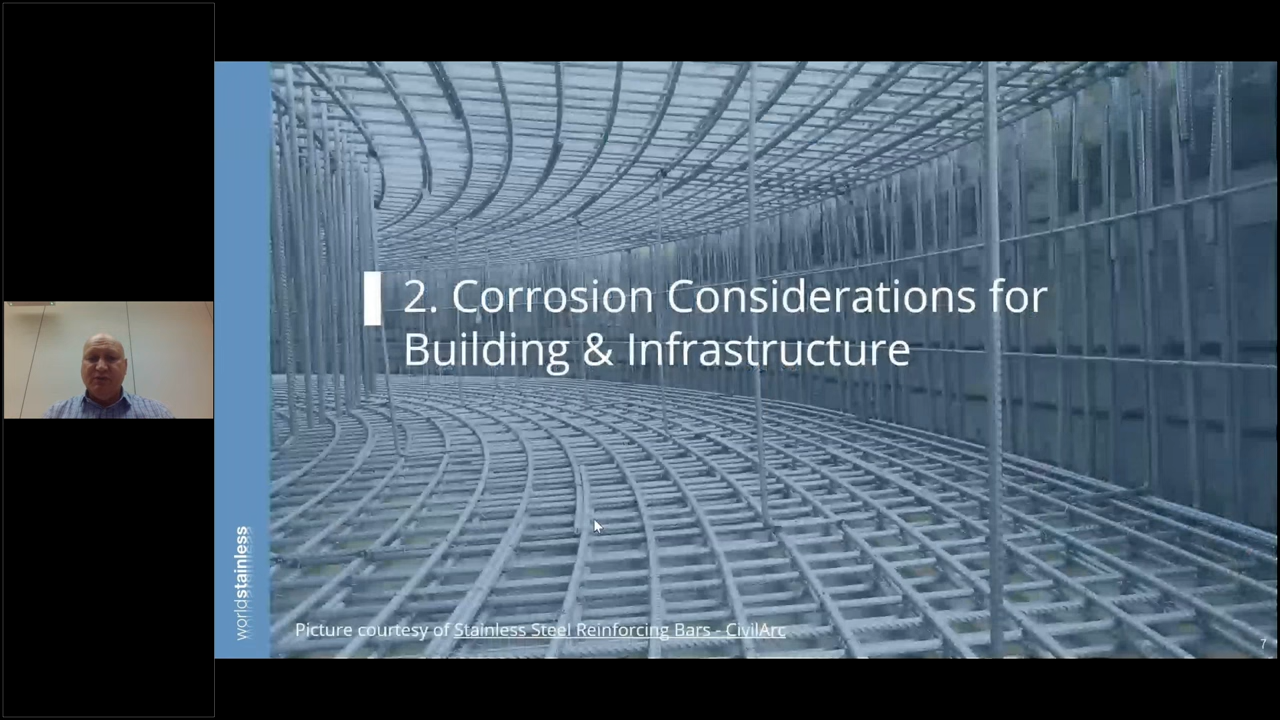 2. Corrosion Considerations for
Building & Infrastructure
worldstainless
Picture courtesy of Stainless Steel Reinforcing Bars - CivilArc
7